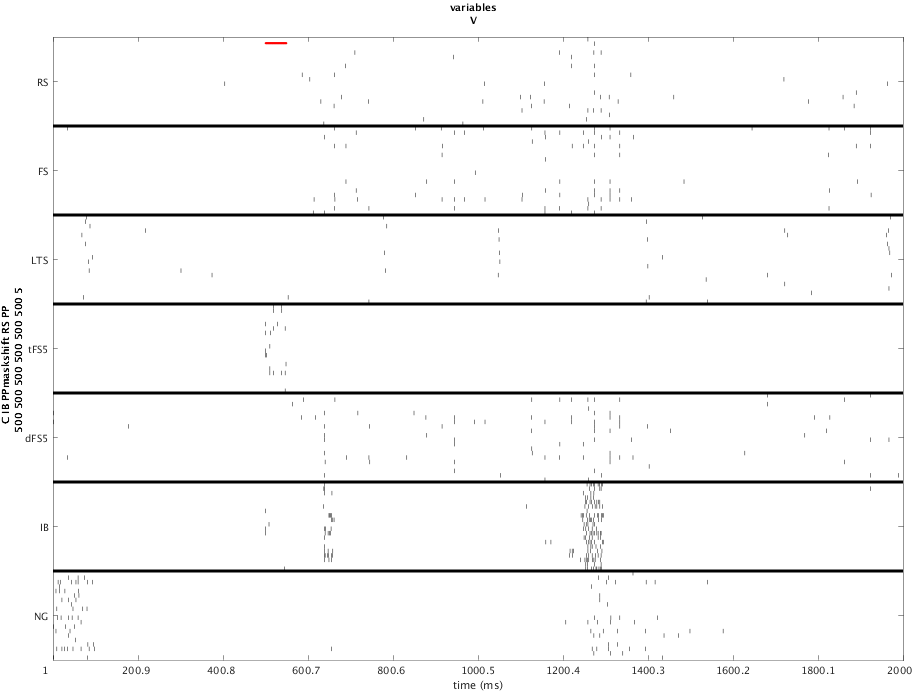 variables
V
RS
FS
LTS
tFS5
dFS5
IB
NG
C IB PPmaskshift RS PP
500 500 500 500 500 500 5
1
200.9
400.8
600.7
800.6
1000.5
1200.4
1400.3
1600.2
1800.1
2000
time (ms)